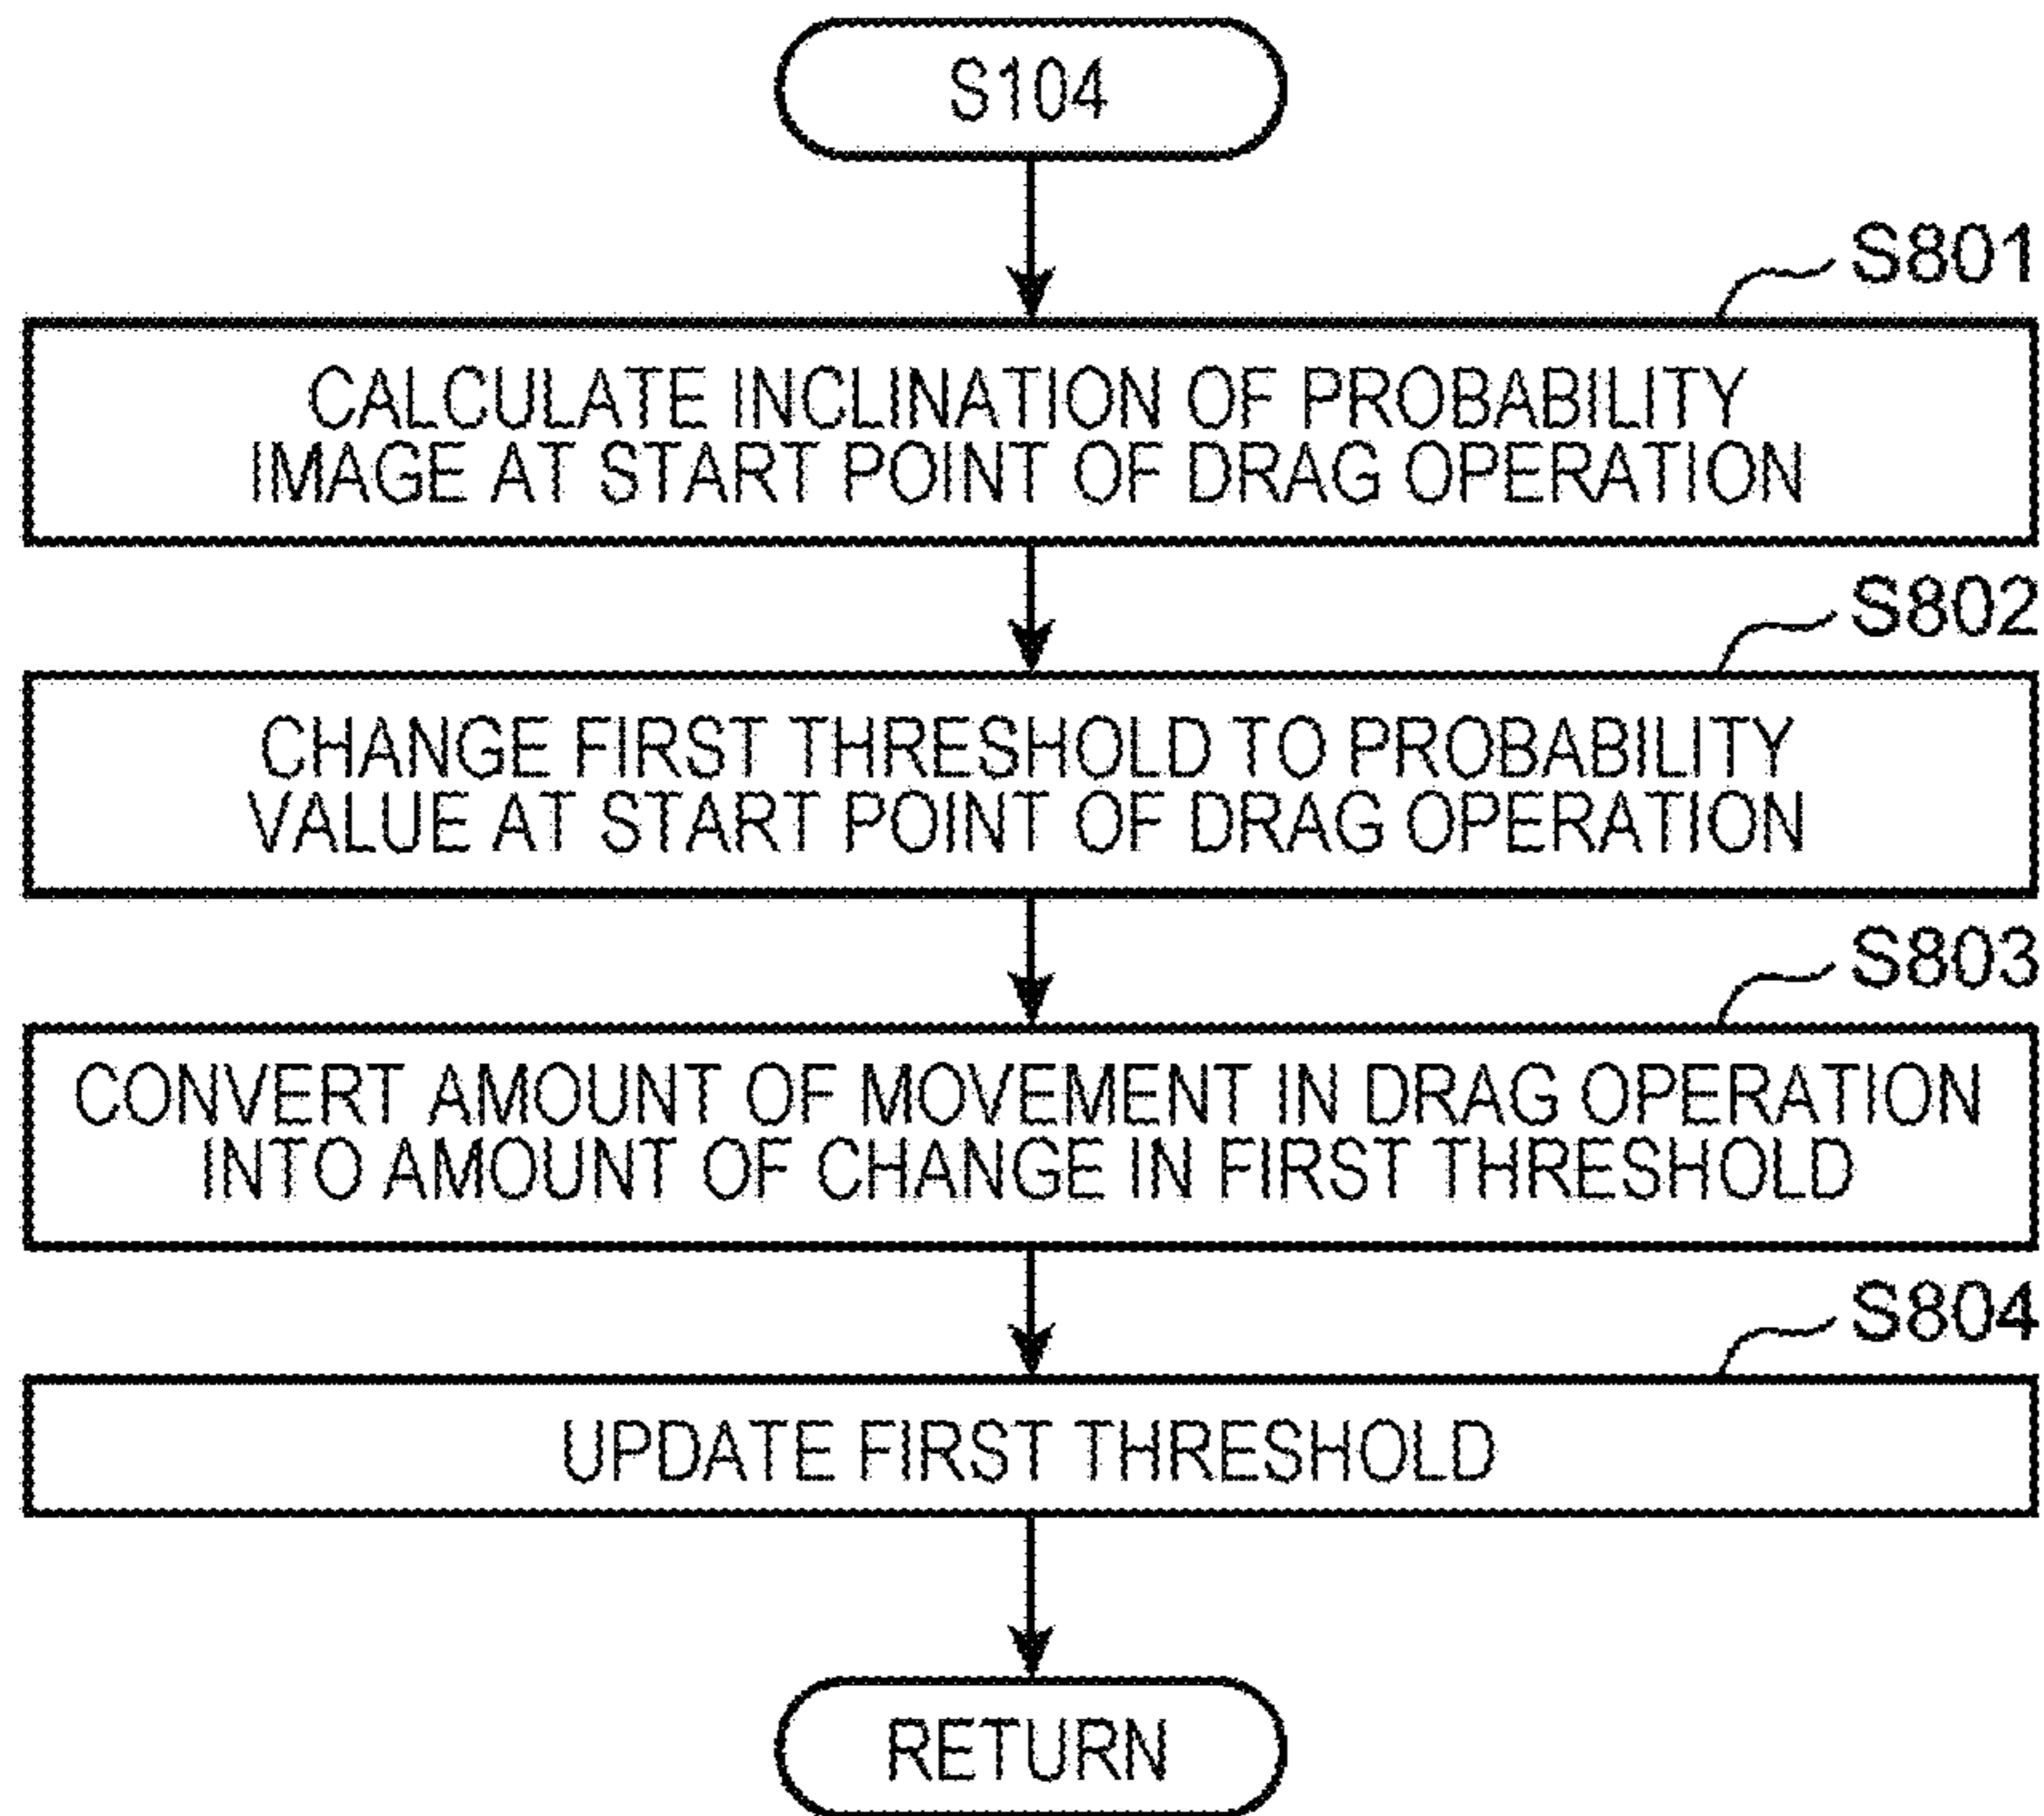 S104
S801
CALCULATE INCLINATION OF PROBABILITY
IMAGE AT START POINT OF DRAG OPERATION
S802
CHANGE FIRST THRESHOLD TO PROBABILITY
VALUE AT START POINT OF DRAG OPERATION
S803
CONVERT AMOUNT OF MOVEMENT IN DRAG OPERATION
INTO AMOUNT OF CHANGE IN FIRST THRESHOLD
S804
UPDATE FIRST THRESHOLD
RETURN